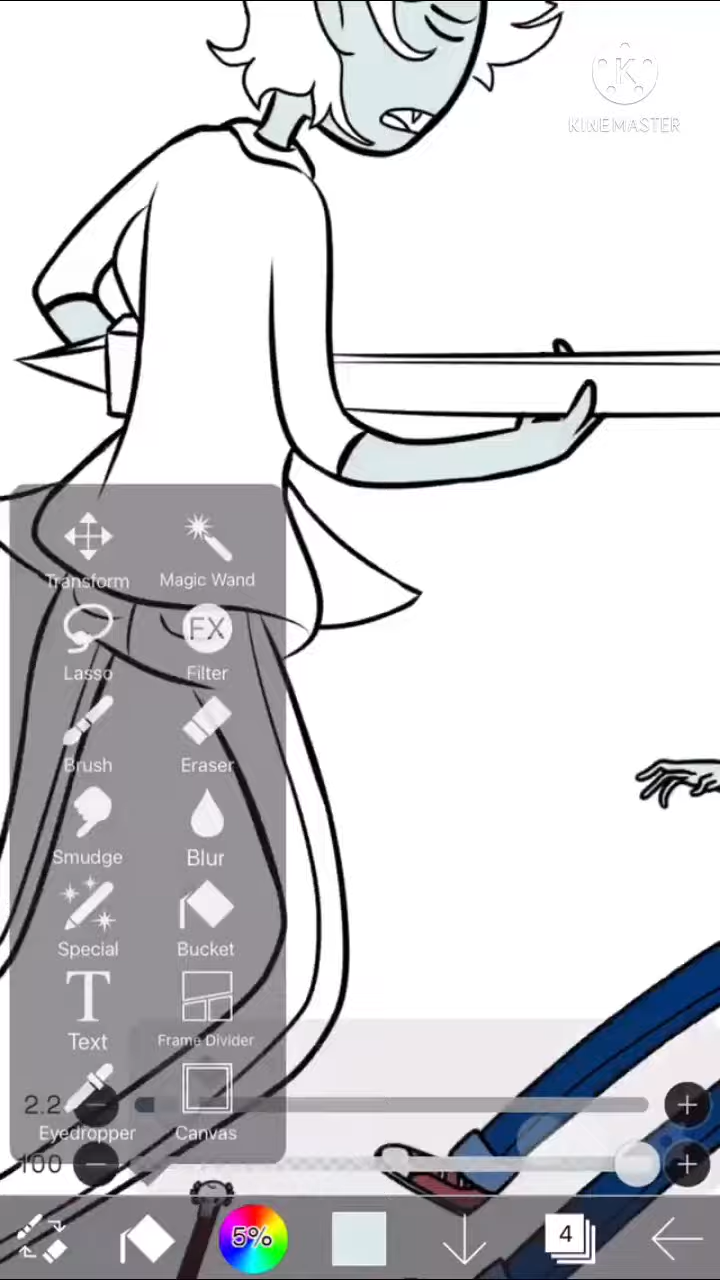 K
KINEMASTER
Transform
Magic Wand
FX
Lasso
Filter
Brush
Eraser
Smudge
Blur
Special
Bucket
T
Text
Frame Divider
2.2
Eyedropper
Canvas
100
5%
4